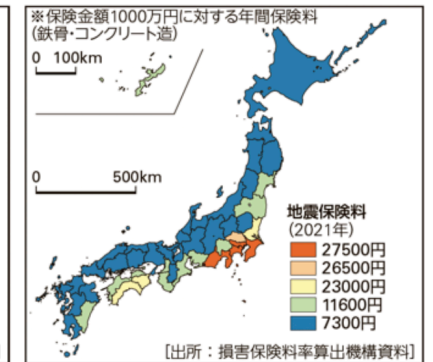 ※保険金額1000万円に対する年間保険料
(鉄骨・コンクリート造)
0 100km
0 500km
地震保険料
(2021年)
27500円
26500円
23000円
11600円
7300円
[出所：損害保険料率算出機構資料]